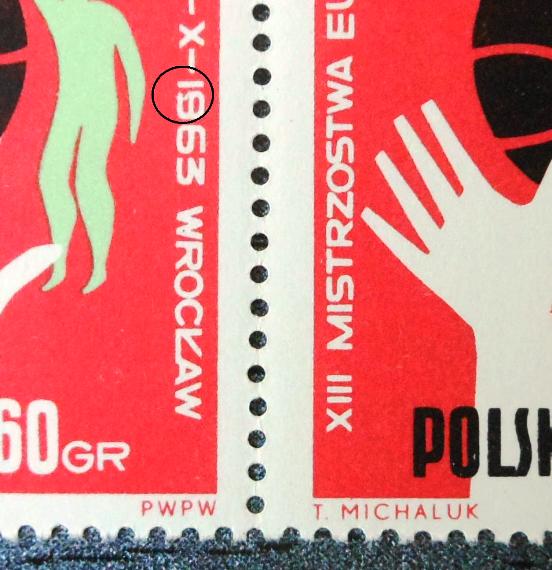 -X-1963 WROCŁAW
60GR
PWPW
XIII MISTRZOSTWA EU
POLSK
T. MICHALUK